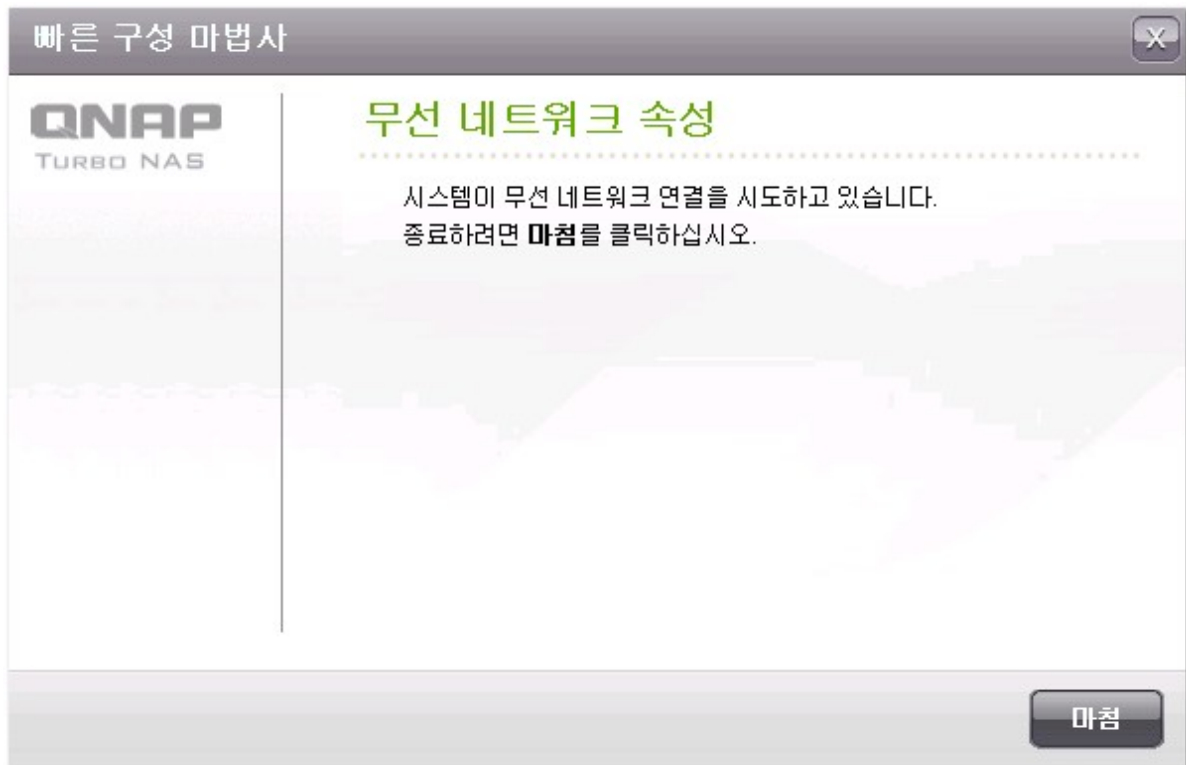 빠른 구성 마법사
X
QNAP
TURBO NAS
무선 네트워크 속성
시스템이 무선 네트워크 연결을 시도하고 있습니다.
종료하려면 마침를 클릭하십시오.
마침